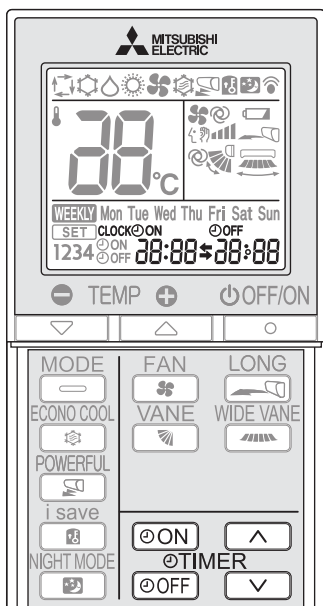 MITSUBISHI
ELECTRIC
88°C
WEEKLY Mon Tue Wed Thu Fri Sat Sun
SET CLOCK ON OFF
1234 ON OFF 88:88 88:88
TEMP OFF/ON
MODE FAN LONG
ECONO COOL VANE WIDE VANE
POWERFUL
i save
ON
NIGHT MODE TIMER
OFF